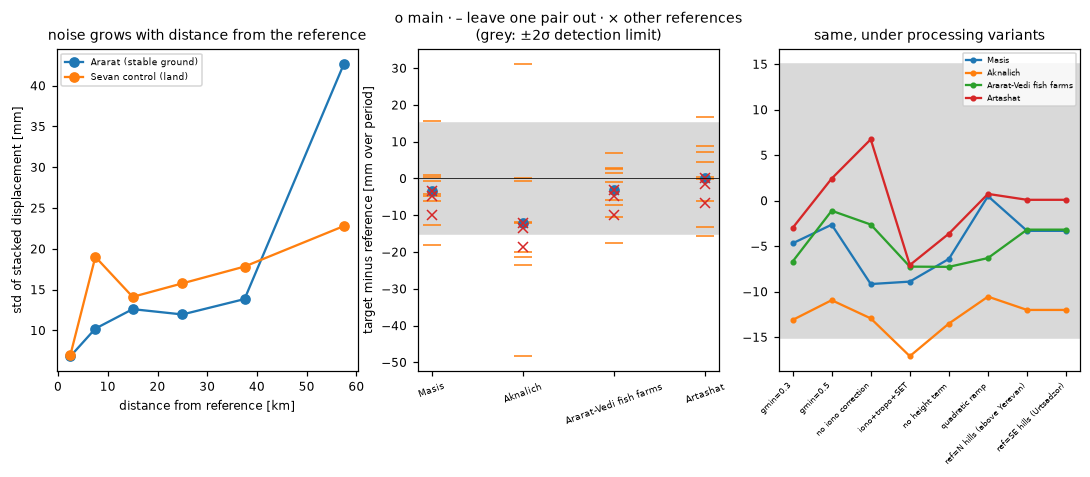 noise grows with distance from the reference
Ararat (stable ground)
Sevan control (land)
std of stacked displacement [mm]
40
35
30
25
20
15
10
0 10 20 30 40 50 60
distance from reference [km]
o main · – leave one pair out · × other references
(grey: ±2σ detection limit)
target minus reference [mm over period]
30
20
10
0
−10
−20
−30
−40
−50
Masis
Aknalich
Ararat-Vedi fish farms
Artashat
same, under processing variants
Masis
Aknalich
Ararat-Vedi fish farms
Artashat
15
10
5
0
−5
−10
−15
gmin=0.3
gmin=0.5
no iono correction
iono+tropo+SET
no height term
quadratic ramp
ref=N hills (above Yerevan)
ref=SE hills (Urtsadzor)